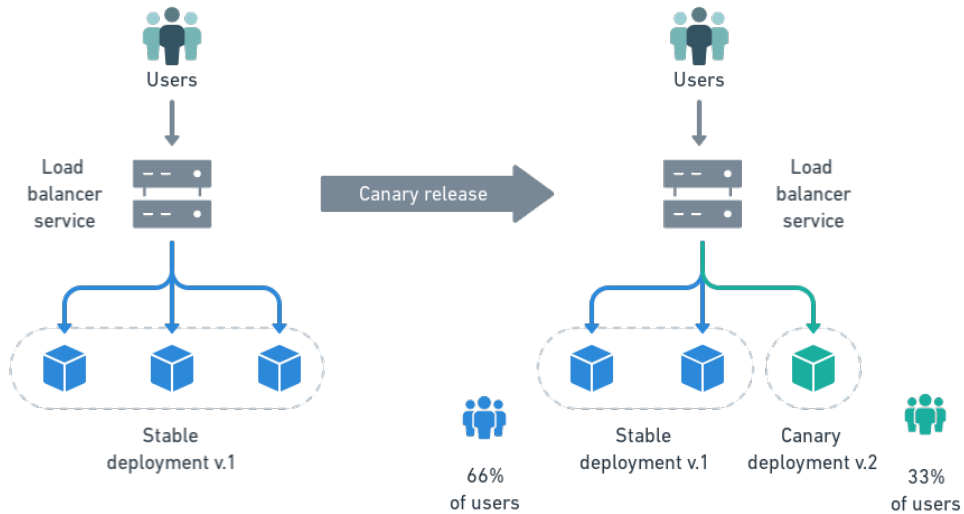 Users
Load
balancer
service
Stable
deployment v.1
Canary release
Users
Load
balancer
service
66%
of users
Stable
deployment v.1
Canary
deployment v.2
33%
of users